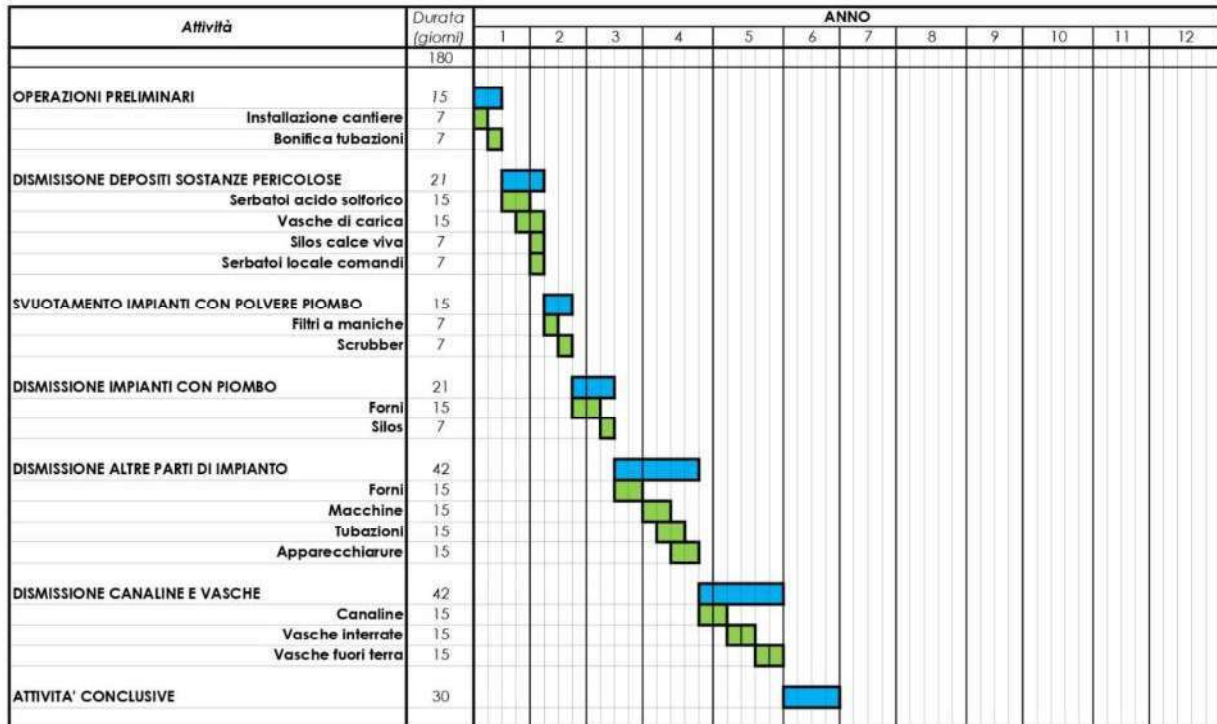 Attività Durata (giorni) ANNO
1 2 3 4 5 6 7 8 9 10 11 12
180
OPERAZIONI PRELIMINARI 15
Installazione cantiere 7
Bonifica tubazioni 7
DISMISISONE DEPOSITI SOSTANZE PERICOLOSE 21
Serbatoi acido solforico 15
Vasche di carica 15
Silos calce viva 7
Serbatoi locale comandi 7
SVUOTAMENTO IMPIANTI CON POLVERE PIOMBO 15
Filtri a maniche 7
Scrubber 7
DISMISSIONE IMPIANTI CON PIOMBO 21
Forni 15
Silos 7
DISMISSIONE ALTRE PARTI DI IMPIANTO 42
Forni 15
Macchine 15
Tubazioni 15
Apparecchiarure 15
DISMISSIONE CANALINE E VASCHE 42
Canaline 15
Vasche interrate 15
Vasche fuori terra 15
ATTIVITA' CONCLUSIVE 30